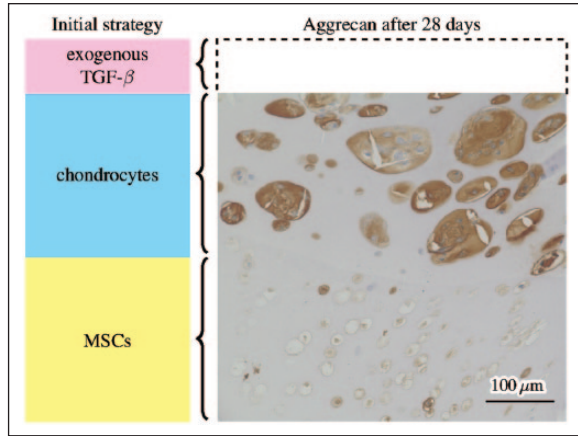 Initial strategy
Aggrecan after 28 days
exogenous
TGF-β
chondrocytes
MSCs
100 μm